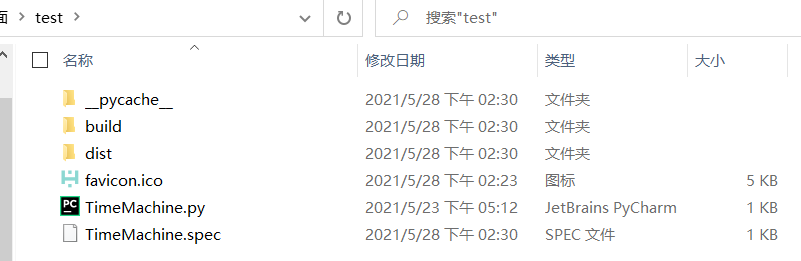 面 > test >
搜索"test"
名称 修改日期 类型 大小
__pycache__ 2021/5/28 下午 02:30 文件夹
build 2021/5/28 下午 02:30 文件夹
dist 2021/5/28 下午 02:30 文件夹
favicon.ico 2021/5/28 下午 02:23 图标 5 KB
TimeMachine.py 2021/5/23 下午 05:12 JetBrains PyCharm 1 KB
TimeMachine.spec 2021/5/28 下午 02:30 SPEC 文件 1 KB